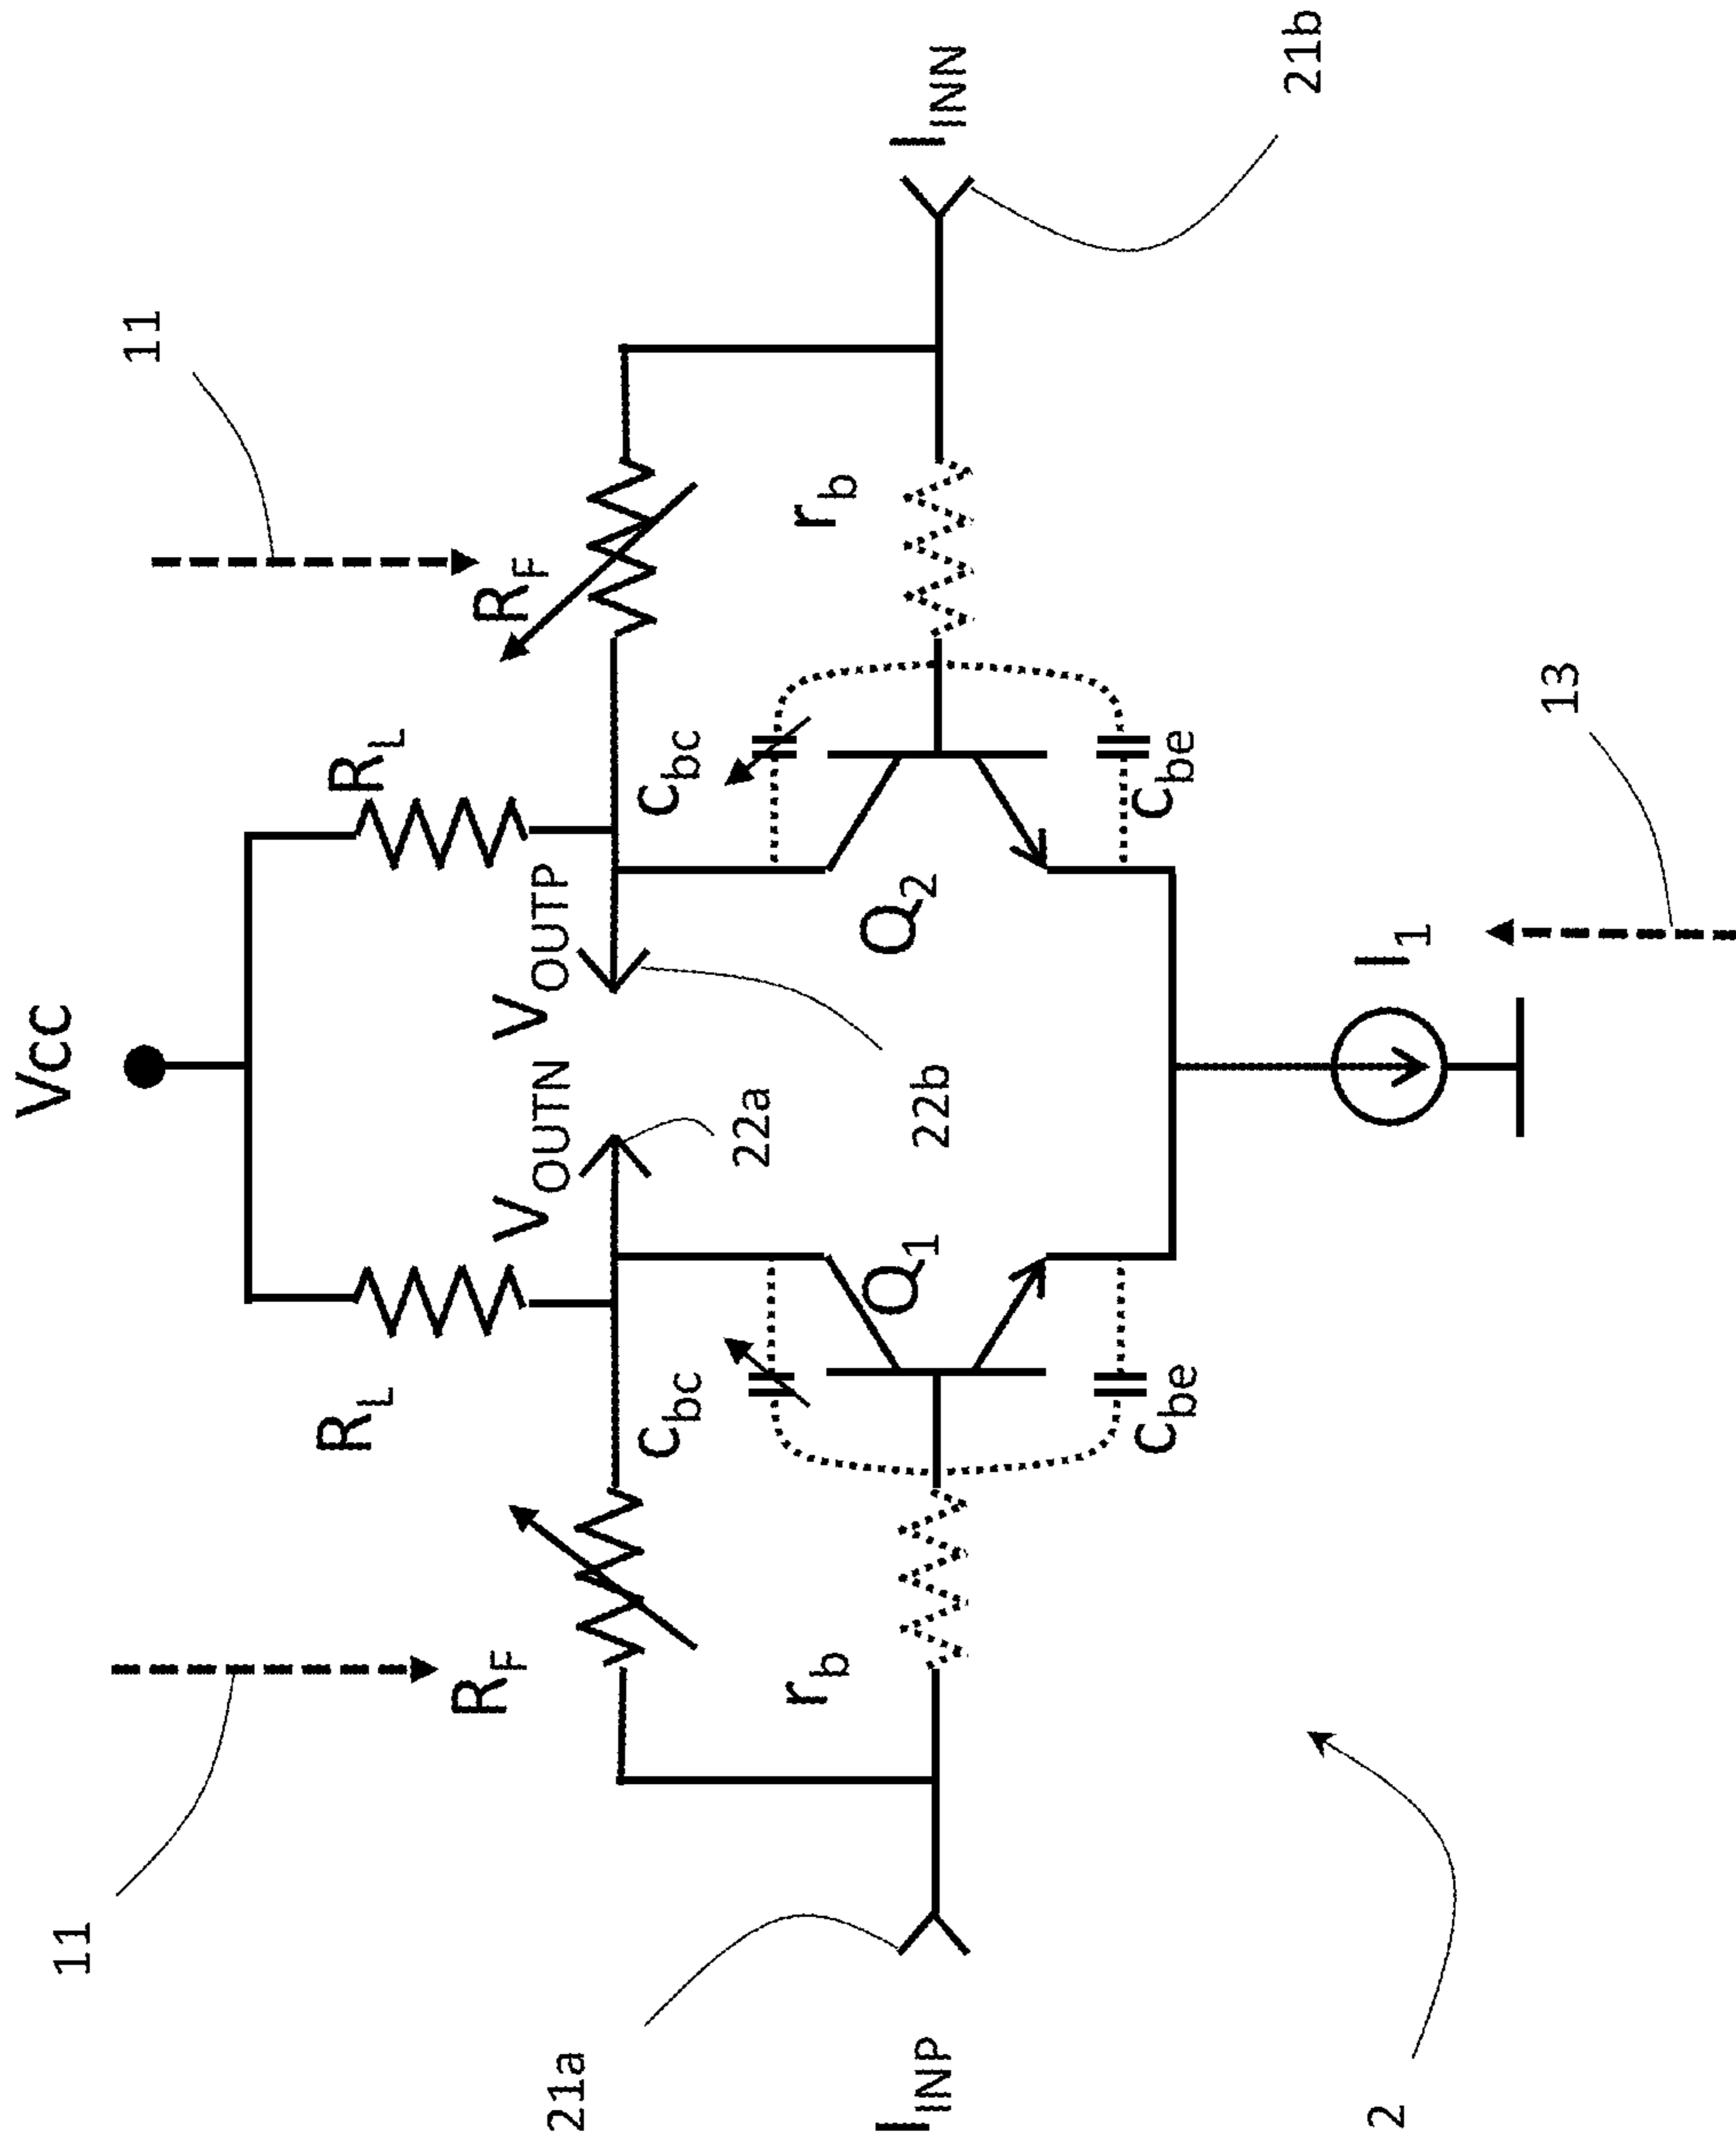 Vcc
11
11
R_L
R_L
R_F
V_OUTN
V_OUTP
R_F
C_bc
C_bc
22a
22b
r_b
r_b
Q_1
Q_2
21a
I_INP
I_INN
21b
C_be
C_be
I_1
13
2